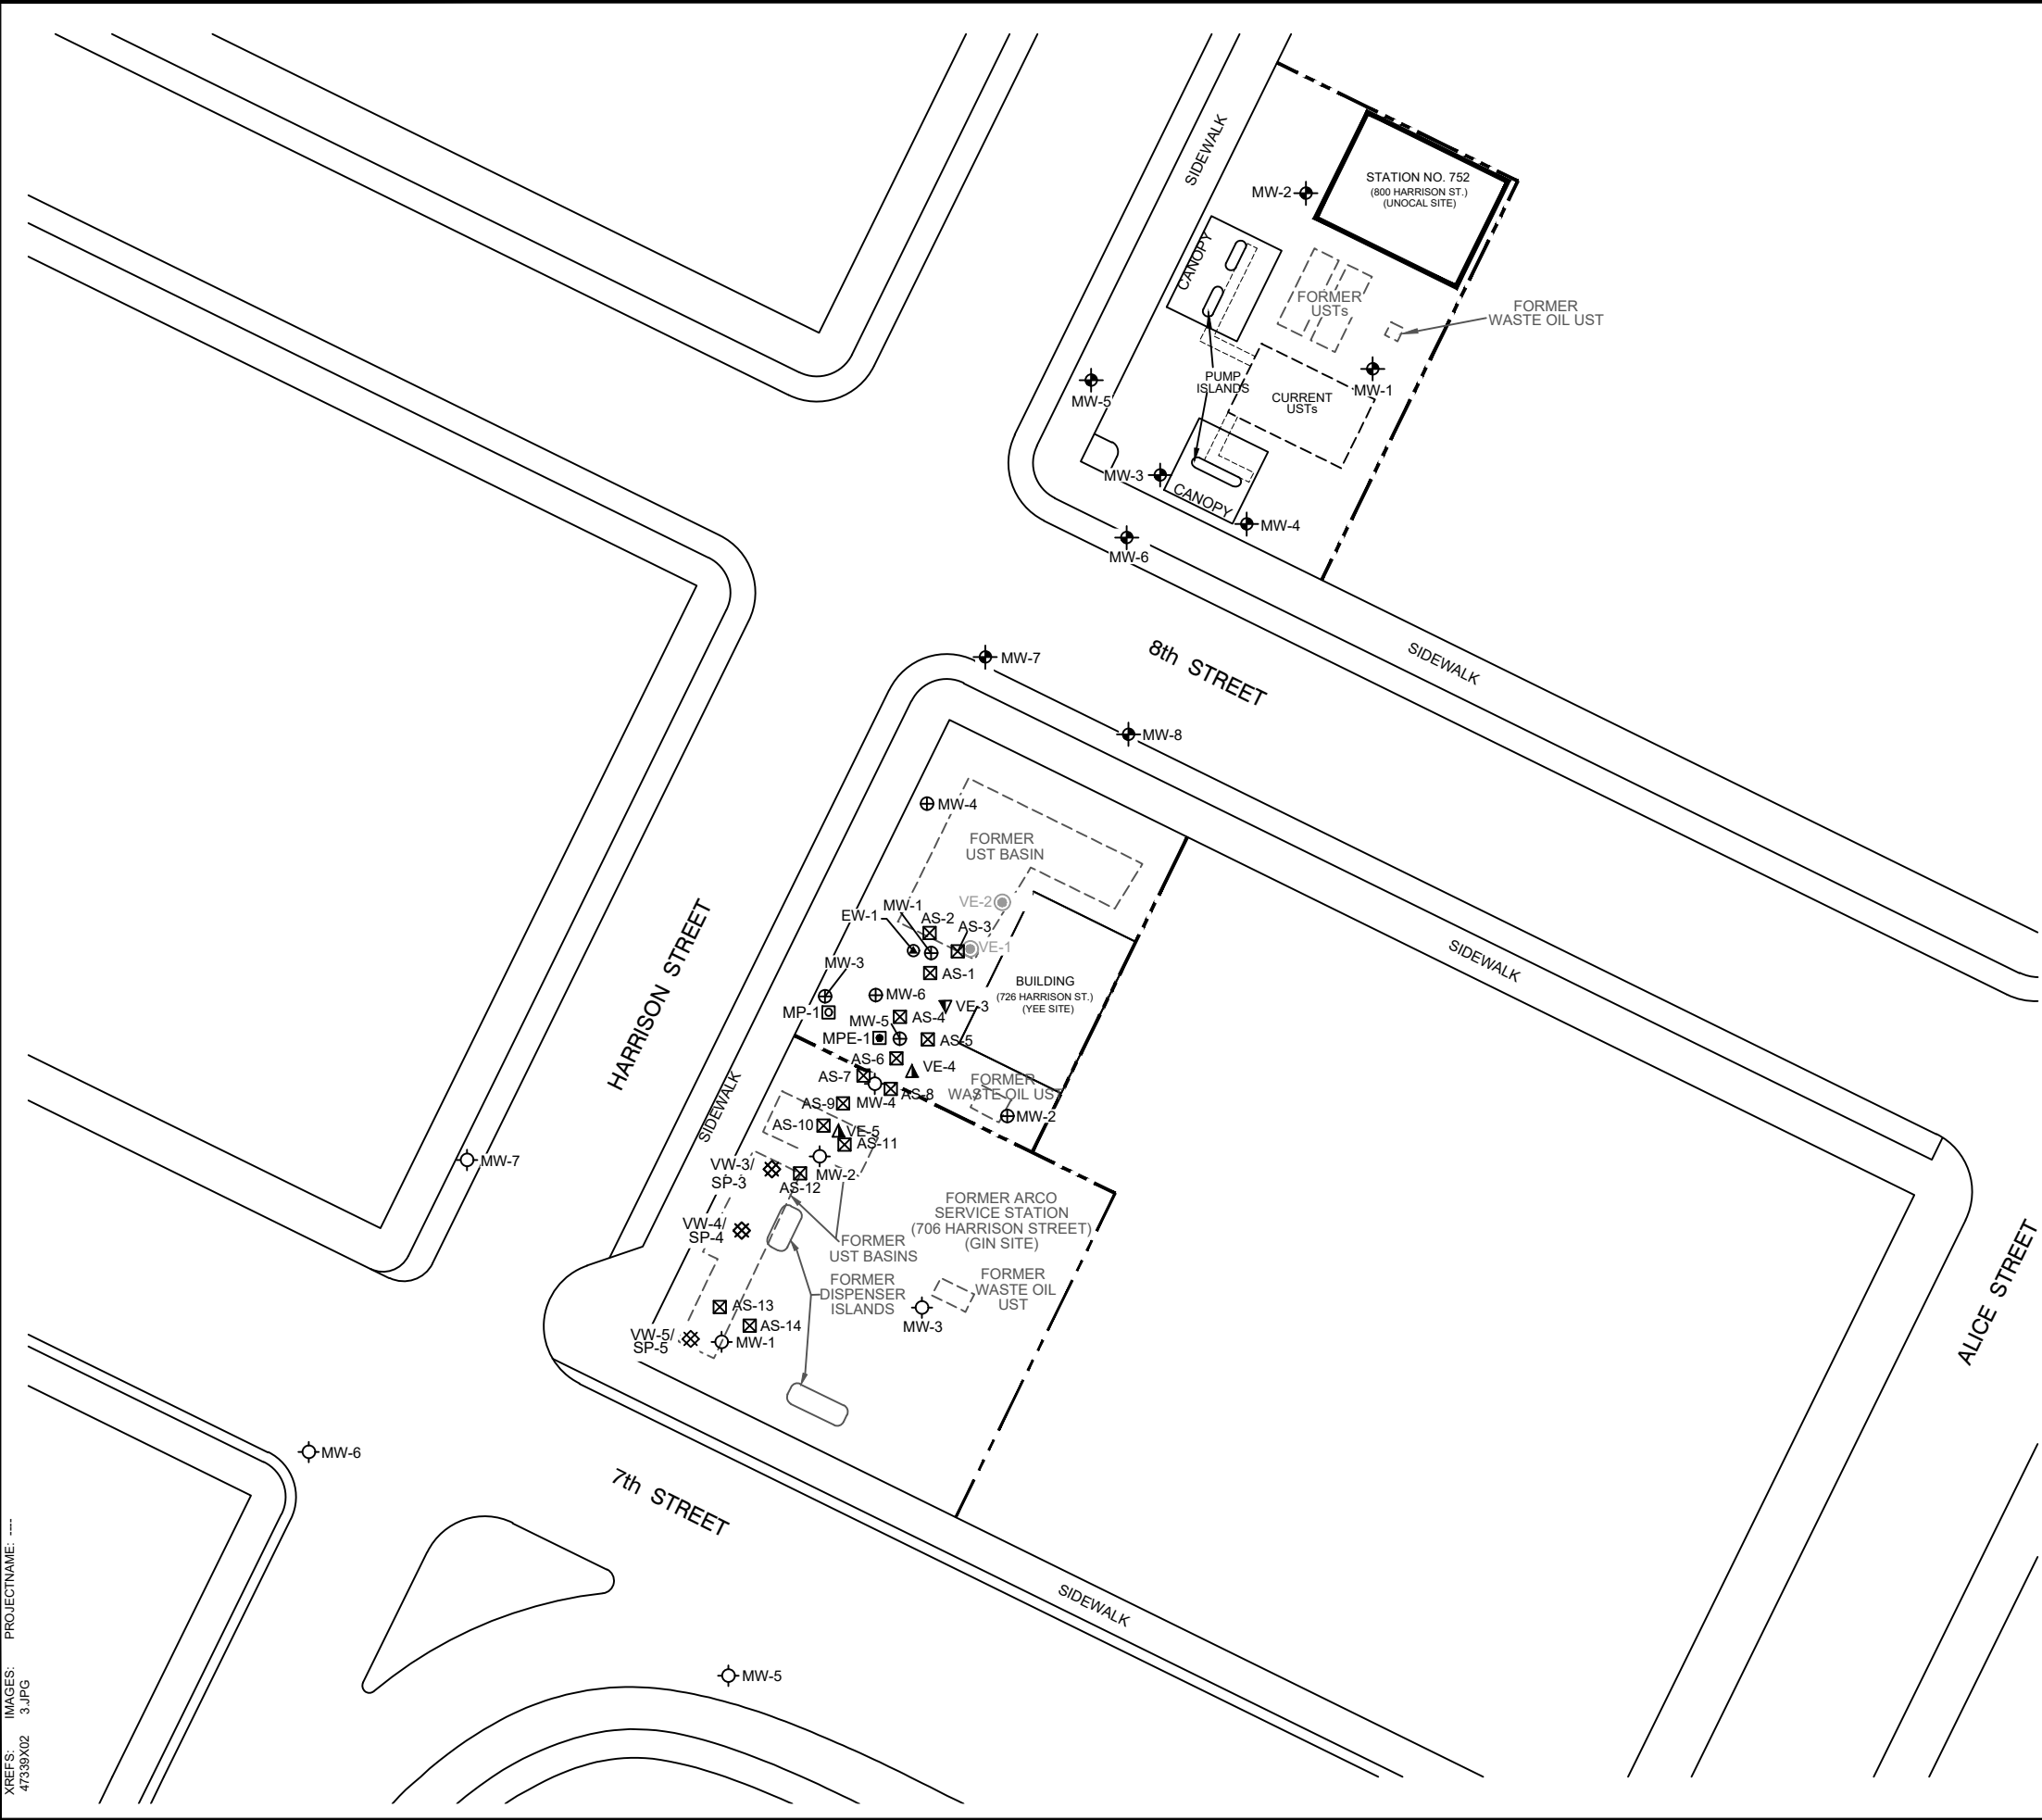 SIDEWALK
STATION NO. 752
(800 HARRISON ST.)
(UNOCAL SITE)
MW-2
CANOPY
FORMER
USTs
FORMER
WASTE OIL UST
PUMP
ISLANDS
MW-1
CURRENT
USTs
MW-5
MW-3
CANOPY
MW-4
MW-6
SIDEWALK
8th STREET
MW-7
MW-8
MW-4
FORMER
UST BASIN
VE-2
MW-1
EW-1
AS-2
AS-3
VE-1
SIDEWALK
MW-3
AS-1
BUILDING
(726 HARRISON ST.)
(YEE SITE)
HARRISON STREET
MW-6
VE-3
MP-1
MW-5
AS-4
MPE-1
AS-5
AS-6
VE-4
AS-7
FORMER
WASTE OIL UST
AS-8
AS-9
MW-4
MW-2
SIDEWALK
AS-10
VE-5
AS-11
MW-7
VW-3/
SP-3
MW-2
AS-12
FORMER ARCO
SERVICE STATION
(706 HARRISON STREET)
(GIN SITE)
VW-4/
SP-4
FORMER
UST BASINS
FORMER
DISPENSER
ISLANDS
FORMER
WASTE OIL
UST
ALICE STREET
AS-13
AS-14
MW-3
VW-5/
SP-5
MW-1
MW-6
7th STREET
SIDEWALK
MW-5
XREFS: IMAGES: PROJECTNAME: ----
47339X02 3.JPG